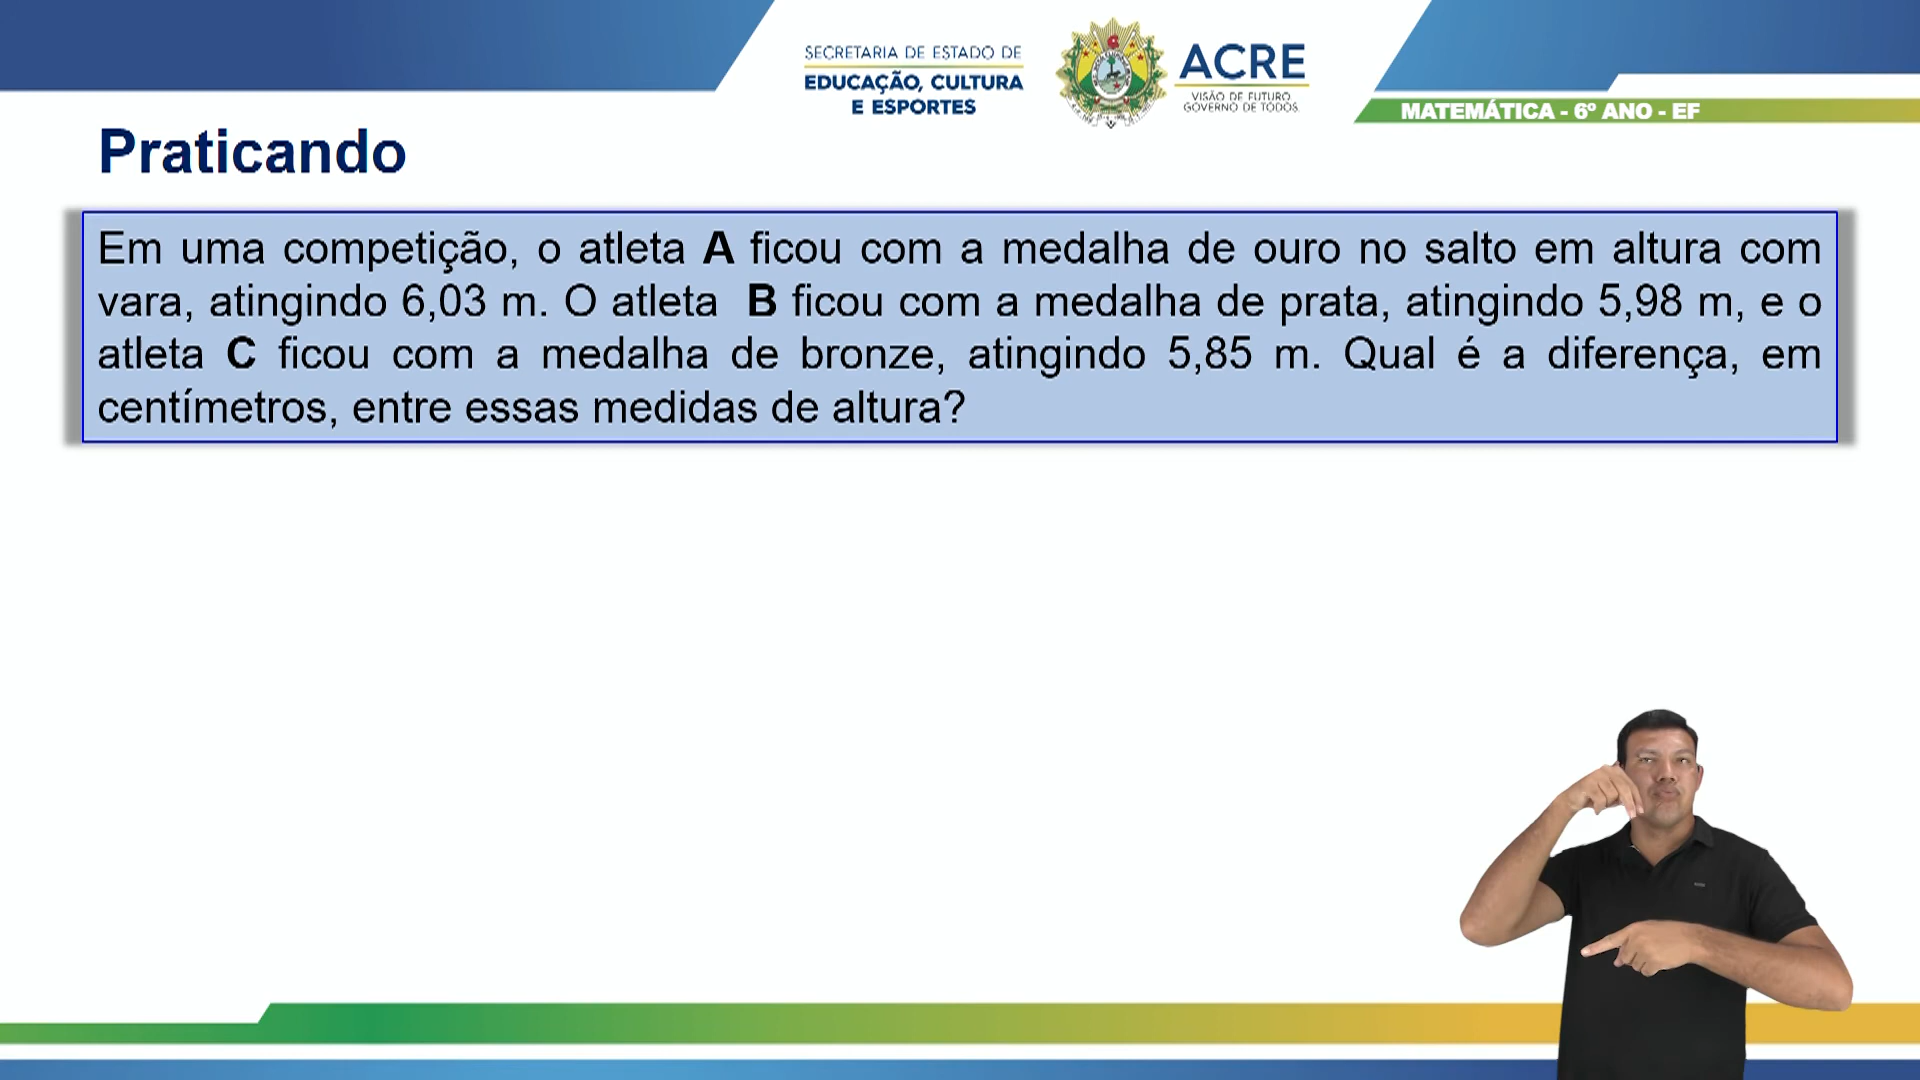 SECRETARIA DE ESTADO DE
EDUCAÇÃO, CULTURA
E ESPORTES
ACRE
VISÃO DE FUTURO.
GOVERNO DE TODOS.
MATEMÁTICA - 6º ANO - EF
Praticando
Em uma competição, o atleta A ficou com a medalha de ouro no salto em altura com
vara, atingindo 6,03 m. O atleta B ficou com a medalha de prata, atingindo 5,98 m, e o
atleta C ficou com a medalha de bronze, atingindo 5,85 m. Qual é a diferença, em
centímetros, entre essas medidas de altura?